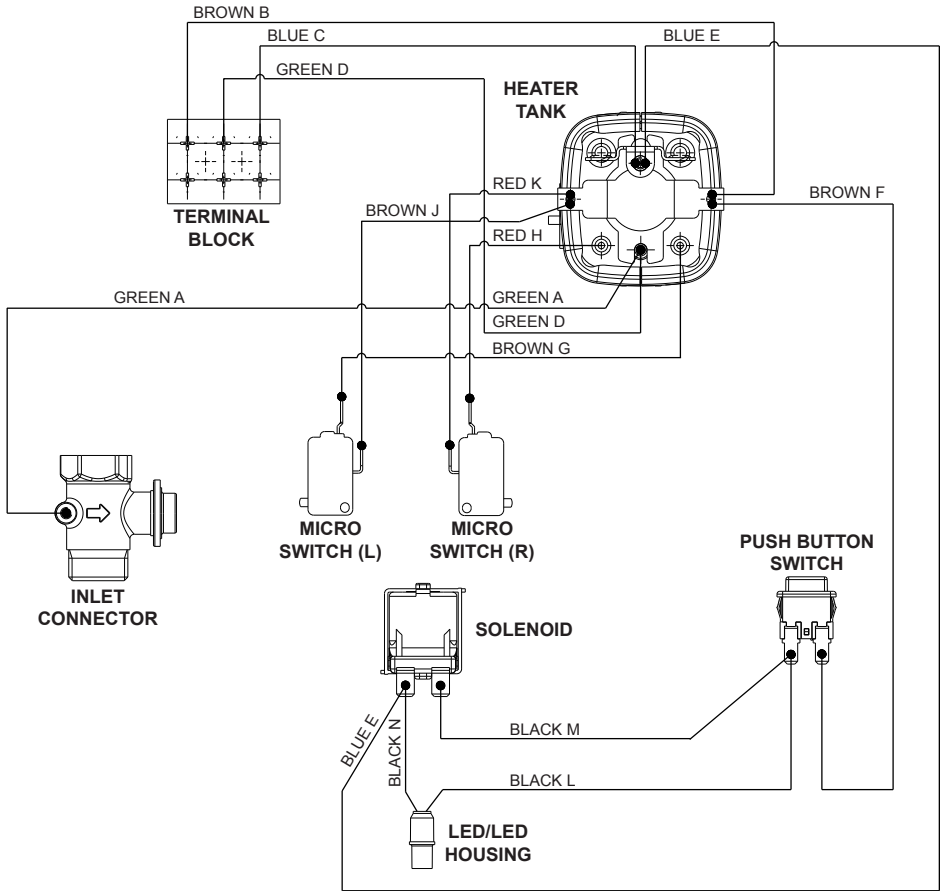 BROWN B
BLUE C
BLUE E
GREEN D
HEATER
TANK
RED K
BROWN F
BROWN J
TERMINAL
BLOCK
RED H
GREEN A
GREEN A
GREEN D
BROWN G
MICRO
SWITCH (L)
MICRO
SWITCH (R)
PUSH BUTTON
SWITCH
INLET
CONNECTOR
SOLENOID
BLUE E
BLACK N
BLACK M
BLACK L
LED/LED
HOUSING